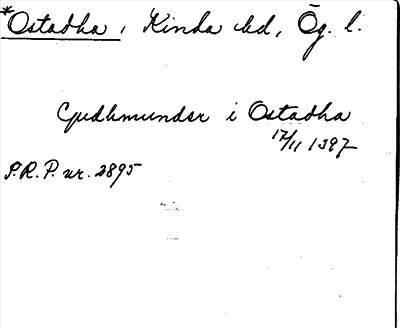 *Ostadha, Kinda hd, Ög. l.
Gudhmunder i Ostadha
17/11 1397
P.R.P. nr. 2895